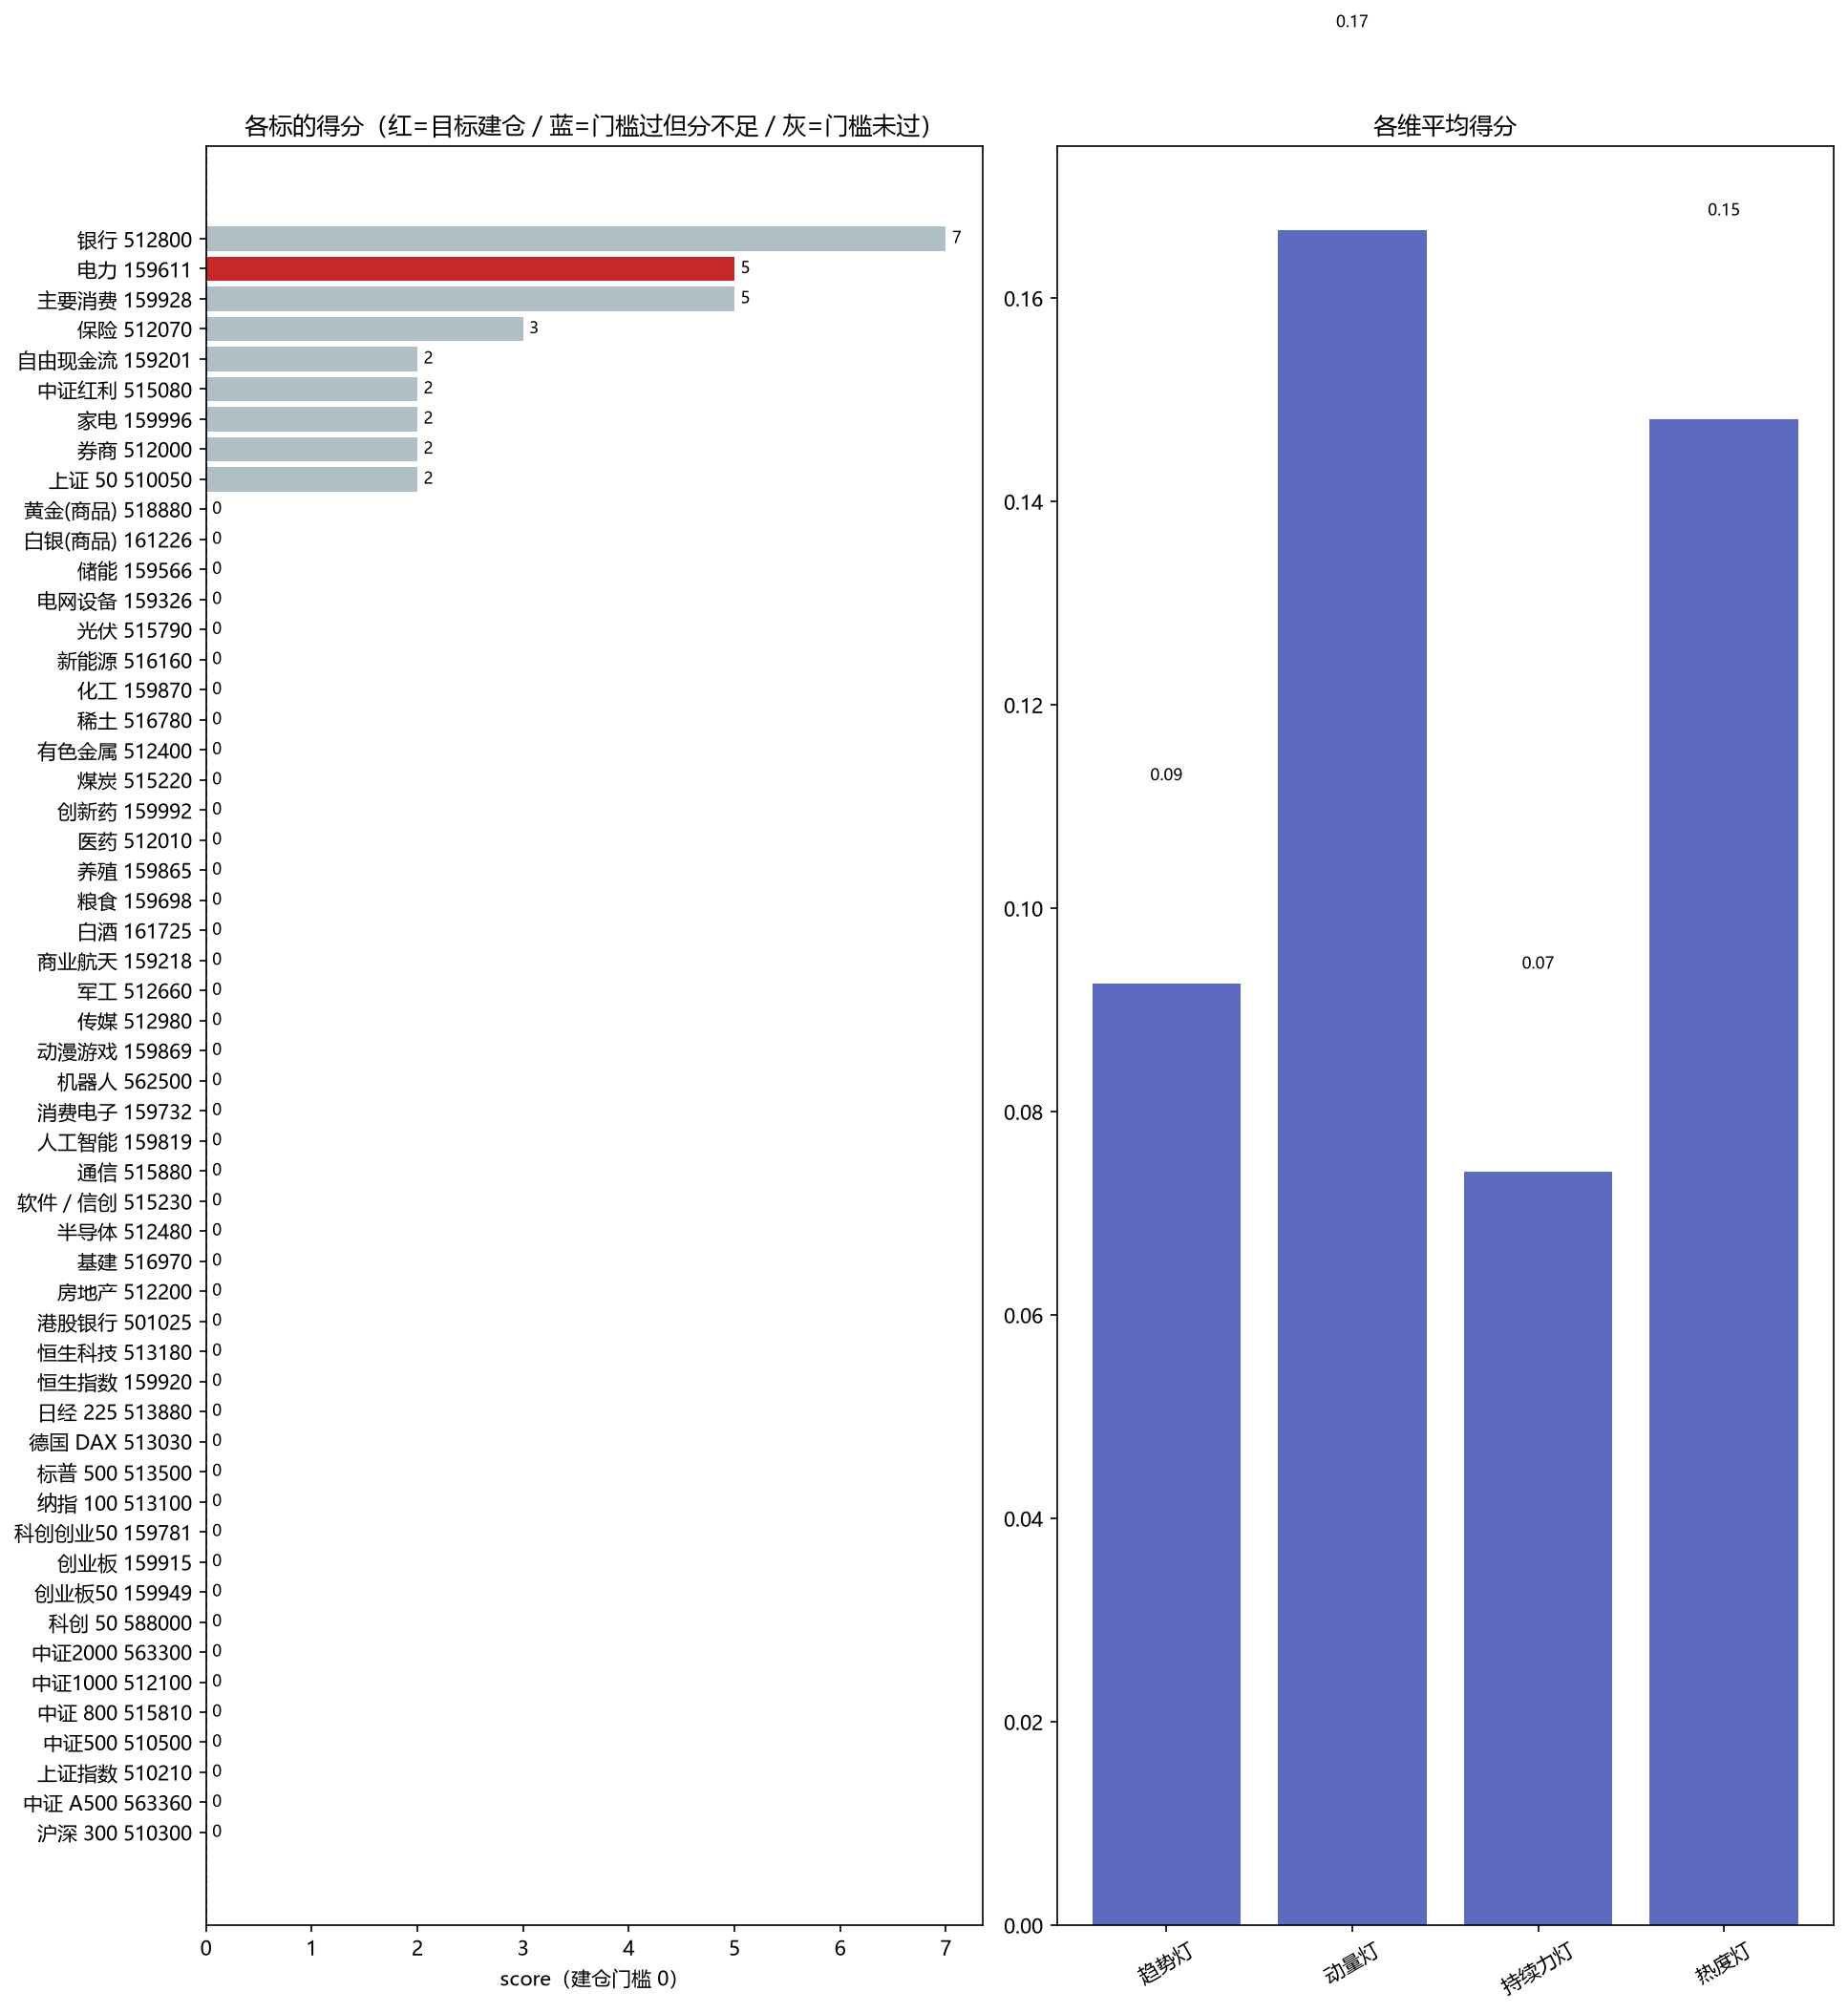 0.17
各标的得分（红=目标建仓 / 蓝=门槛过但分不足 / 灰=门槛未过）
银行 512800 7
电力 159611 5
主要消费 159928 5
保险 512070 3
自由现金流 159201 2
中证红利 515080 2
家电 159996 2
券商 512000 2
上证 50 510050 2
黄金(商品) 518880 0
白银(商品) 161226 0
储能 159566 0
电网设备 159326 0
光伏 515790 0
新能源 516160 0
化工 159870 0
稀土 516780 0
有色金属 512400 0
煤炭 515220 0
创新药 159992 0
医药 512010 0
养殖 159865 0
粮食 159698 0
白酒 161725 0
商业航天 159218 0
军工 512660 0
传媒 512980 0
动漫游戏 159869 0
机器人 562500 0
消费电子 159732 0
人工智能 159819 0
通信 515880 0
软件 / 信创 515230 0
半导体 512480 0
基建 516970 0
房地产 512200 0
港股银行 501025 0
恒生科技 513180 0
恒生指数 159920 0
日经 225 513880 0
德国 DAX 513030 0
标普 500 513500 0
纳指 100 513100 0
科创创业50 159781 0
创业板 159915 0
创业板50 159949 0
科创 50 588000 0
中证2000 563300 0
中证1000 512100 0
中证 800 515810 0
中证500 510500 0
上证指数 510210 0
中证 A500 563360 0
沪深 300 510300 0
0 1 2 3 4 5 6 7
score（建仓门槛 0）
各维平均得分
0.15
0.16
0.14
0.12
0.09
0.10
0.07
0.08
0.06
0.04
0.02
0.00
趋势灯 动量灯 持续力灯 热度灯